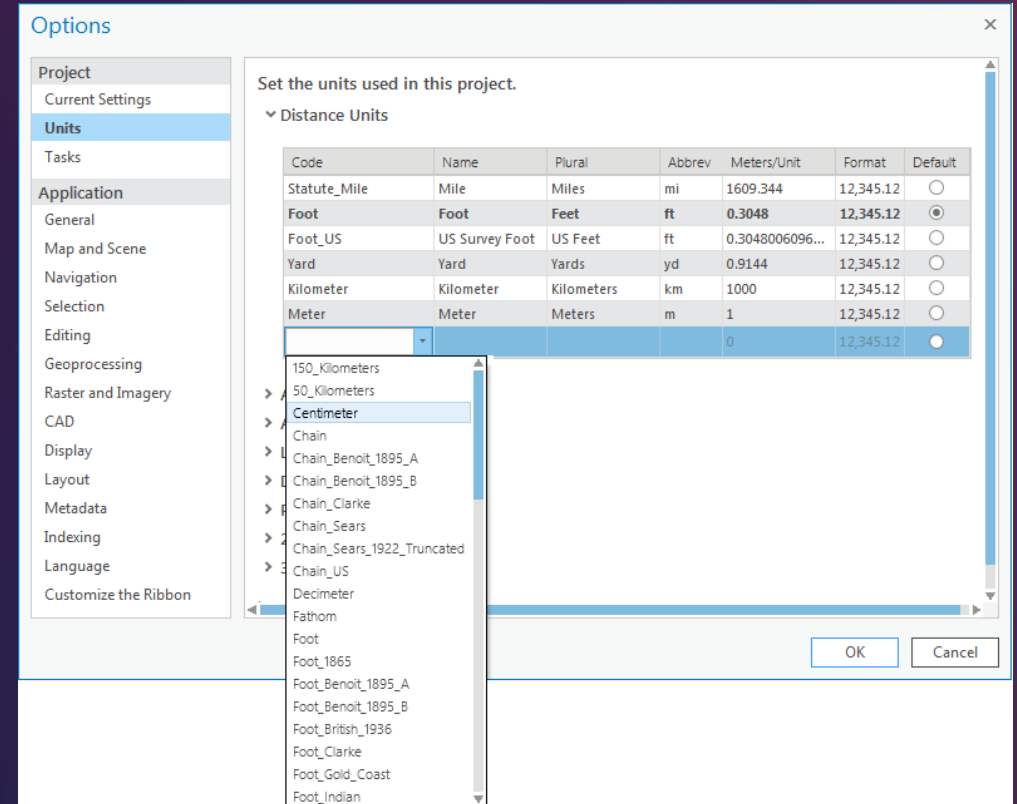 Options
Project
Current Settings
Units
Tasks
Application
General
Map and Scene
Navigation
Selection
Editing
Geoprocessing
Raster and Imagery
CAD
Display
Layout
Metadata
Indexing
Language
Customize the Ribbon
Set the units used in this project.
Distance Units
Code Name Plural Abbrev Meters/Unit Format Default
Statute_Mile Mile Miles mi 1609.344 12,345.12
Foot Foot Feet ft 0.3048 12,345.12
Foot_US US Survey Foot US Feet ft 0.3048006096... 12,345.12
Yard Yard Yards yd 0.9144 12,345.12
Kilometer Kilometer Kilometers km 1000 12,345.12
Meter Meter Meters m 1 12,345.12
0 12,345.12
150_Kilometers
50_Kilometers
Centimeter
Chain
Chain_Benoit_1895_A
Chain_Benoit_1895_B
Chain_Clarke
Chain_Sears
Chain_Sears_1922_Truncated
Chain_US
Decimeter
Fathom
Foot
Foot_1865
Foot_Benoit_1895_A
Foot_Benoit_1895_B
Foot_British_1936
Foot_Clarke
Foot_Gold_Coast
Foot_Indian
OK Cancel